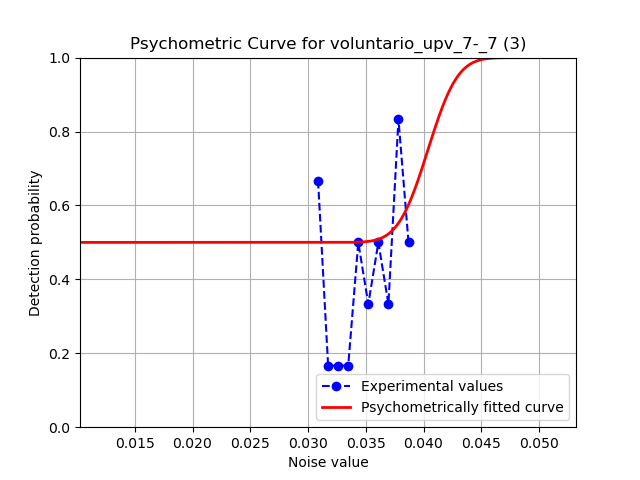 Psychometric Curve for voluntario_upv_7-_7 (3)
1.0
0.8
0.6
0.4
0.2
0.0
Detection probability
Experimental values
Psychometrically fitted curve
0.015 0.020 0.025 0.030 0.035 0.040 0.045 0.050
Noise value